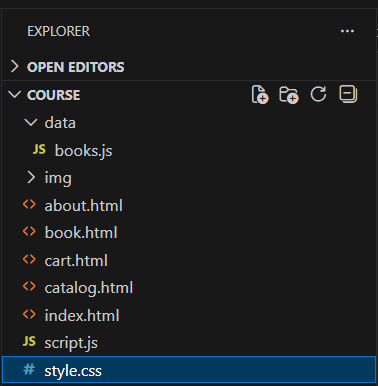 EXPLORER
OPEN EDITORS
COURSE
data
JS books.js
img
<> about.html
<> book.html
<> cart.html
<> catalog.html
<> index.html
JS script.js
# style.css